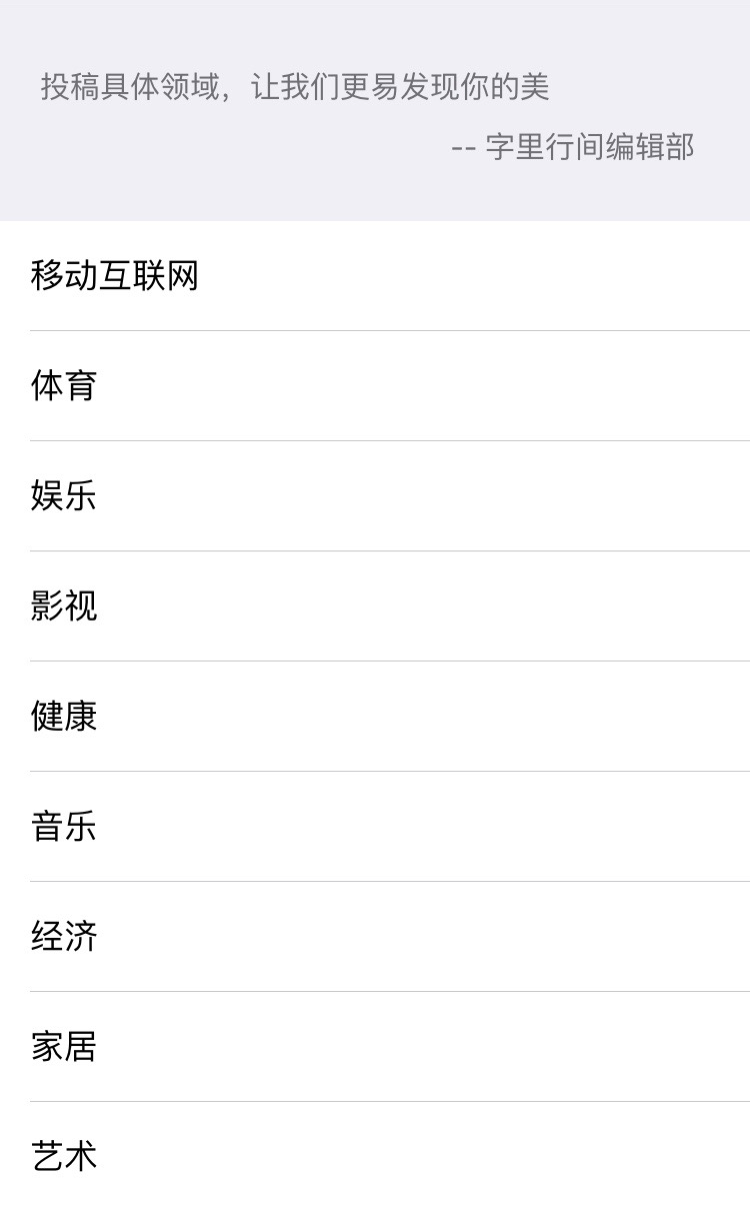 投稿具体领域，让我们更易发现你的美
-- 字里行间编辑部
移动互联网
体育
娱乐
影视
健康
音乐
经济
家居
艺术